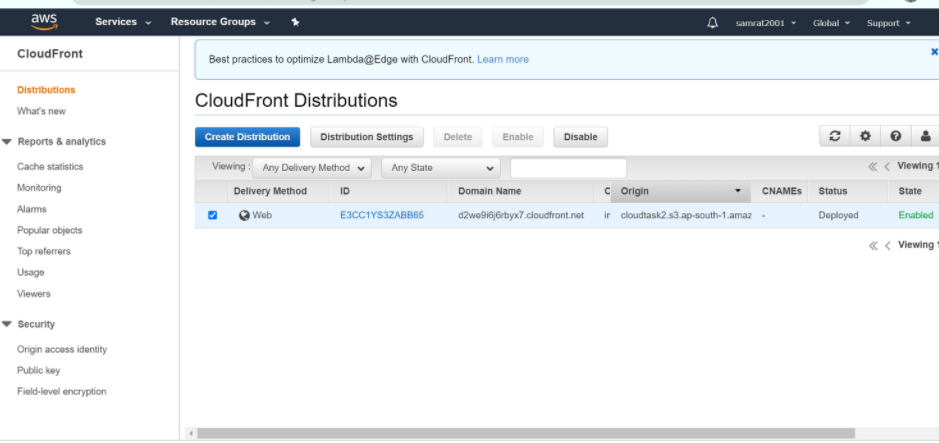 aws Services Resource Groups samrat2001 Global Support
CloudFront
Distributions
What's new
Reports & analytics
Cache statistics
Monitoring
Alarms
Popular objects
Top referrers
Usage
Viewers
Security
Origin access identity
Public key
Field-level encryption
Best practices to optimize Lambda@Edge with CloudFront. Learn more
CloudFront Distributions
Create Distribution Distribution Settings Delete Enable Disable
Viewing : Any Delivery Method Any State Viewing 1
Delivery Method ID Domain Name C Origin CNAMEs Status State
Web E3CC1YS3ZABB65 d2we9i6j6rbyx7.cloudfront.net ir cloudtask2.s3.ap-south-1.amaz - Deployed Enabled
Viewing 1